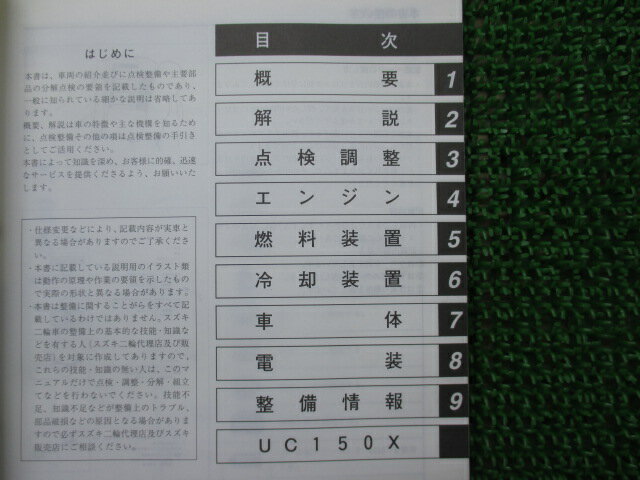 はじめに
本書は、車両の紹介並びに点検整備や主要部
品の分解点検の要領を記載したものであり、
一般に知られている細かな説明は省略してあ
ります。
概要、解説は車の特徴や主な機構を知るため
に、点検整備その他の項は点検整備の手引き
としてご活用ください。
本書によって知識を深め、お客様に的確、迅速
なサービスを提供くださるよう、お願いいた
します。
・仕様変更などにより、記載内容が実車と
異なる場合がありますのでご了承くださ
い。
・本書に記載している説明用のイラスト類
は動作の原理や作業の要領を示したもの
で実際の形状と異なる場合があります。
・本書は整備に関することがらをすべて記
載しているわけではありません。スズキ
二輪車の整備上の基本的な技能・知識な
どを有する人(スズキ二輪代理店及び販
売店)を対象に作成してありますので、
これらの技能・知識の無い人は、このマ
ニュアルだけで点検・調整・分解・組立
てなどを行わないでください。技能不
足、知識不足などが整備上のトラブル、
部品破損などの原因となる場合がありま
すので必ずスズキ二輪代理店及びスズキ
販売店にご相談ください。
目次
概要 1
解説 2
点検調整 3
エンジン 4
燃料装置 5
冷却装置 6
車体 7
電装 8
整備情報 9
UC150X